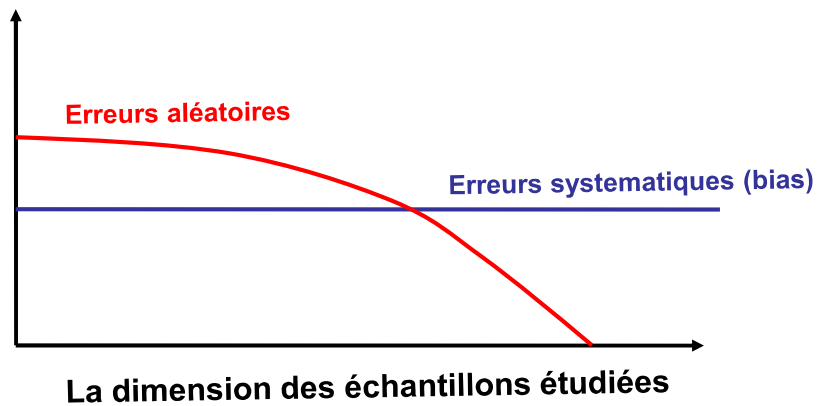 Erreurs aléatoires
Erreurs systematiques (bias)
La dimension des échantillons étudiées